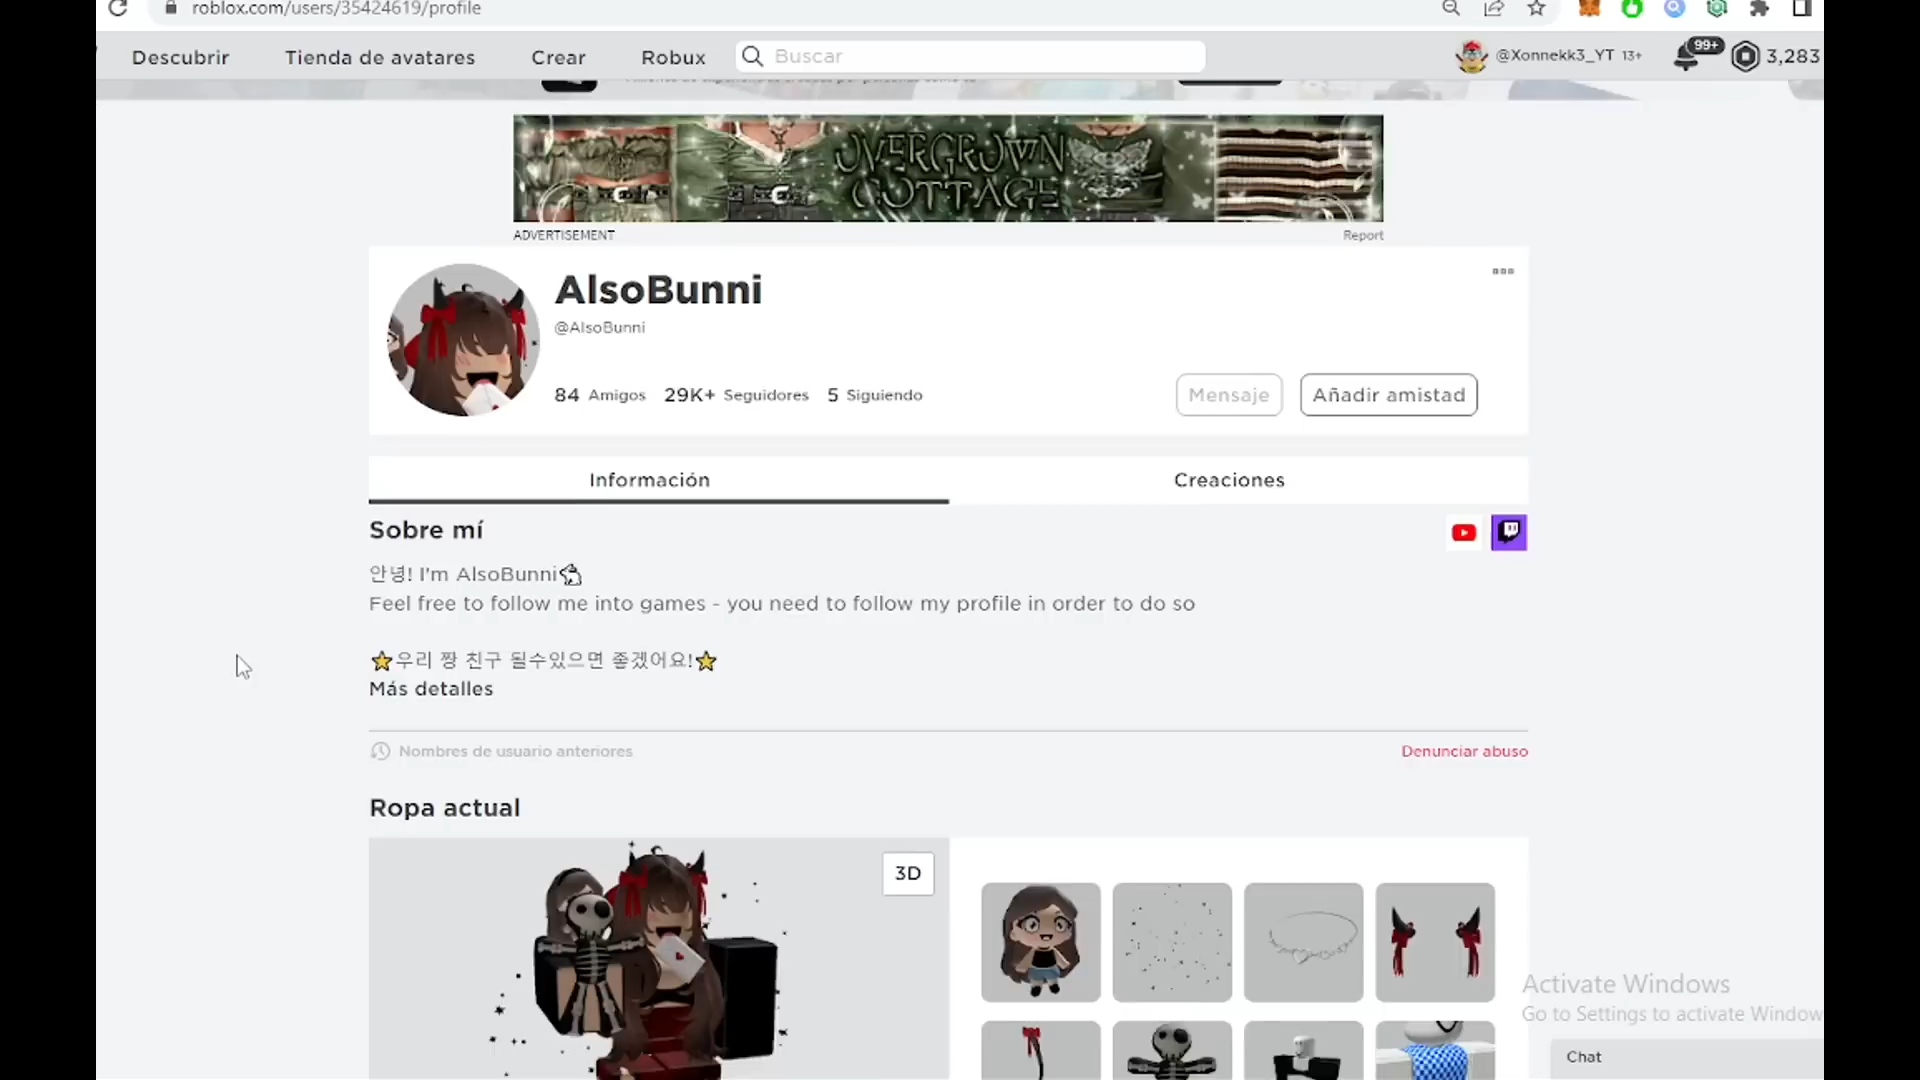 roblox.com/users/35424619/profile
Descubrir Tienda de avatares Crear Robux Buscar @Xonnekk3_YT 13+ 99+ 3,283
OVERGROWN
COTTAGE
ADVERTISEMENT Report
AlsoBunni
@AlsoBunni
84 Amigos 29K+ Seguidores 5 Siguiendo Mensaje Añadir amistad
Información Creaciones
Sobre mí
안녕! I'm AlsoBunni🐇
Feel free to follow me into games - you need to follow my profile in order to do so
⭐우리 짱 친구 될수있으면 좋겠어요!⭐
Más detalles
Nombres de usuario anteriores Denunciar abuso
Ropa actual
3D
Activate Windows
Go to Settings to activate Window
Chat